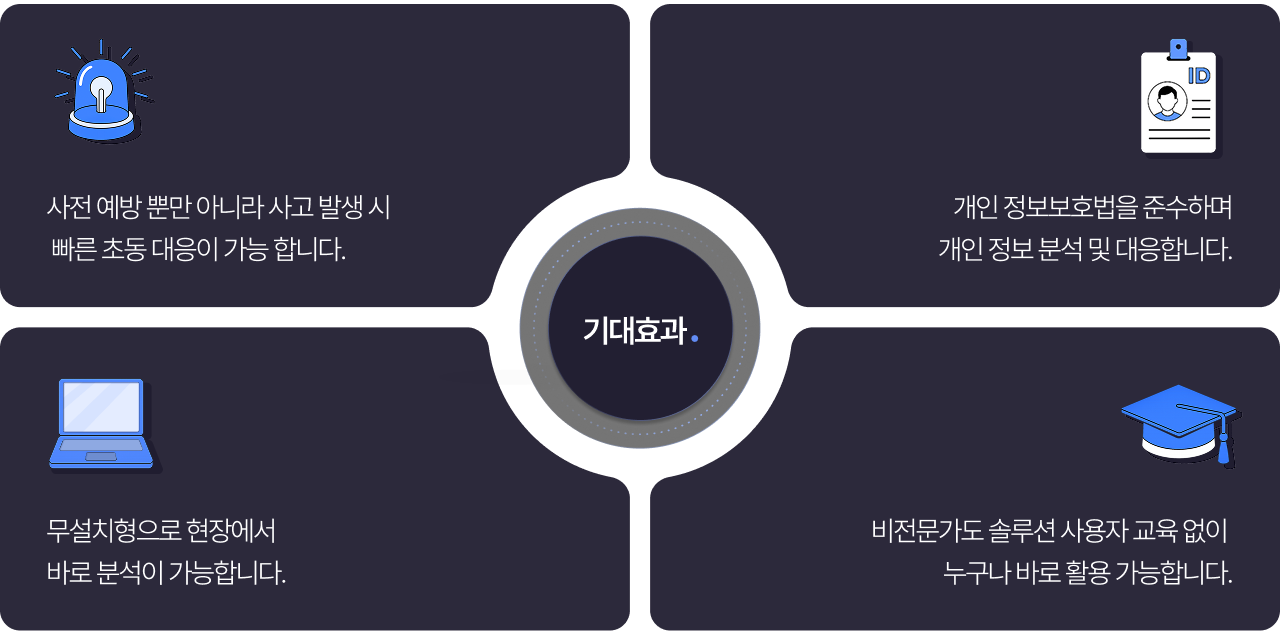 사전 예방 뿐만 아니라 사고 발생 시
빠른 초동 대응이 가능 합니다.
ID
개인 정보보호법을 준수하며
개인 정보 분석 및 대응합니다.
기대효과.
무설치형으로 현장에서
바로 분석이 가능합니다.
비전문가도 솔루션 사용자 교육 없이
누구나 바로 활용 가능합니다.